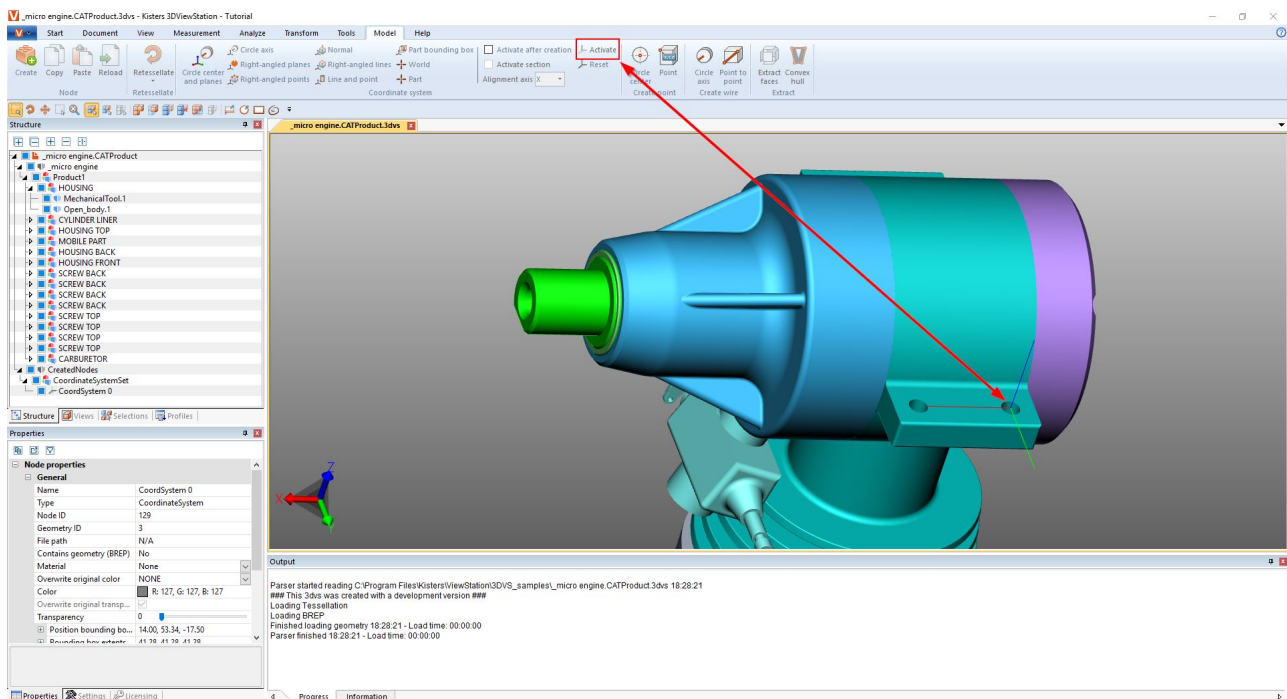 _micro engine.CATProduct.3dvs - Kisters 3DViewStation - Tutorial
Start Document View Measurement Analyze Transform Tools Model Help
Circle axis Normal Part bounding box Activate after creation Activate
Right-angled planes Right-angled lines World Activate section Reset
Create Copy Paste Reload Retessellate Circle center and planes Right-angled points Line and point Part Alignment axis X Circle center Point Circle axis Point to point Extract faces Convex hull
Node Retessellate Coordinate system Create point Create wire Extract
Structure
_micro engine.CATProduct.3dvs
_micro engine.CATProduct
_micro engine
Product1
HOUSING
MechanicalTool.1
Open_body.1
CYLINDER LINER
HOUSING TOP
MOBILE PART
HOUSING BACK
HOUSING FRONT
SCREW BACK
SCREW BACK
SCREW BACK
SCREW BACK
SCREW TOP
SCREW TOP
SCREW TOP
SCREW TOP
CARBURETOR
CreatedNodes
CoordinateSystemSet
CoordSystem 0
Structure Views Selections Profiles
Properties
Node properties
General
Name CoordSystem 0
Type CoordinateSystem
Node ID 129
Geometry ID 3
File path N/A
Contains geometry (BREP) No
Material None
Overwrite original color NONE
Color R: 127, G: 127, B: 127
Overwrite original transp...
Transparency 0
Position bounding bo... 14.00, 53.34, -17.50
Bounding box extents 41.28, 41.28, 41.28
Properties Settings Licensing
X Z Y
Output
Parser started reading C:\Program Files\Kisters\ViewStation\3DVS_samples\_micro engine.CATProduct.3dvs 18:28:21
### This 3dvs was created with a development version ###
Loading Tessellation
Loading BREP
Finished loading geometry 18:28:21 - Load time: 00:00:00
Parser finished 18:28:21 - Load time: 00:00:00
Progress Information